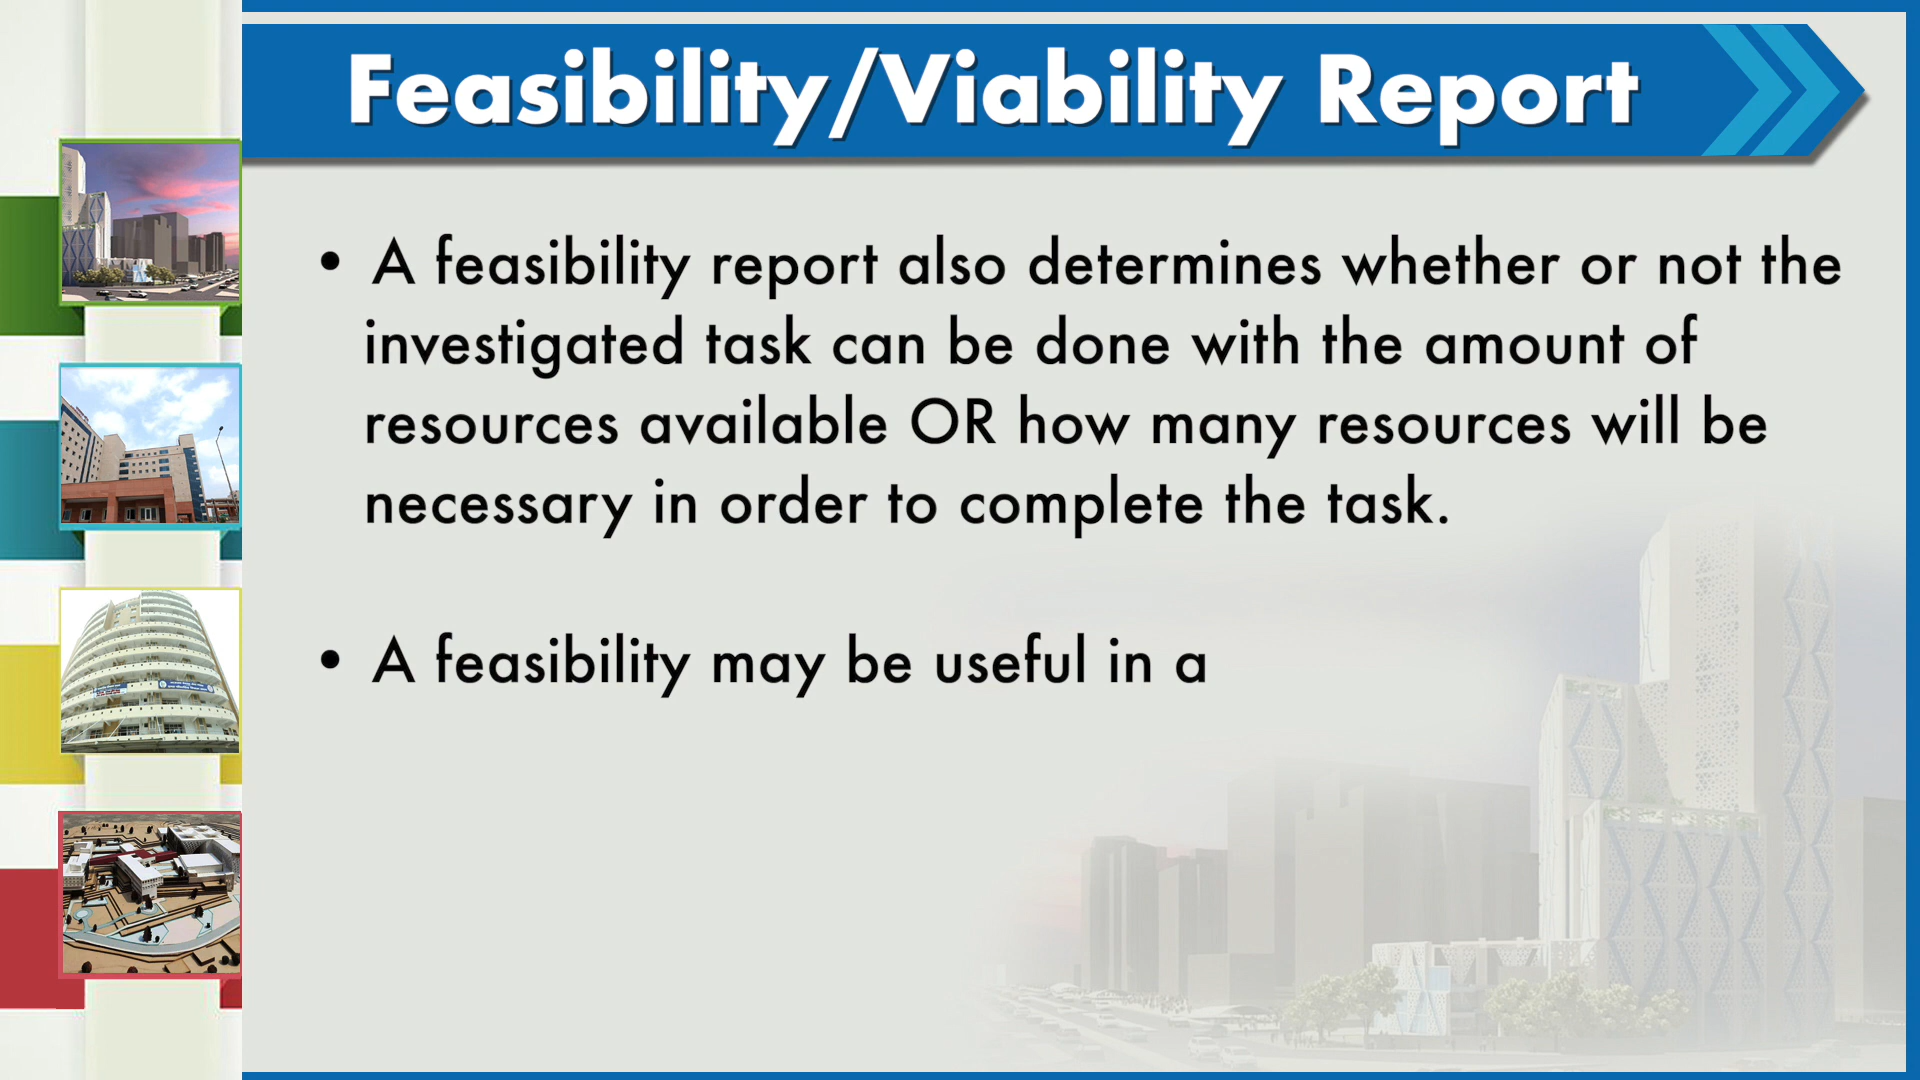 Feasibility/Viability Report
• A feasibility report also determines whether or not the
investigated task can be done with the amount of
resources available OR how many resources will be
necessary in order to complete the task.
• A feasibility may be useful in a